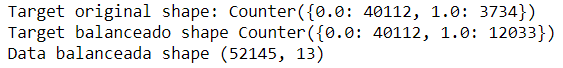 Target original shape: Counter({0.0: 40112, 1.0: 3734})
Target balanceado shape Counter({0.0: 40112, 1.0: 12033})
Data balanceada shape (52145, 13)